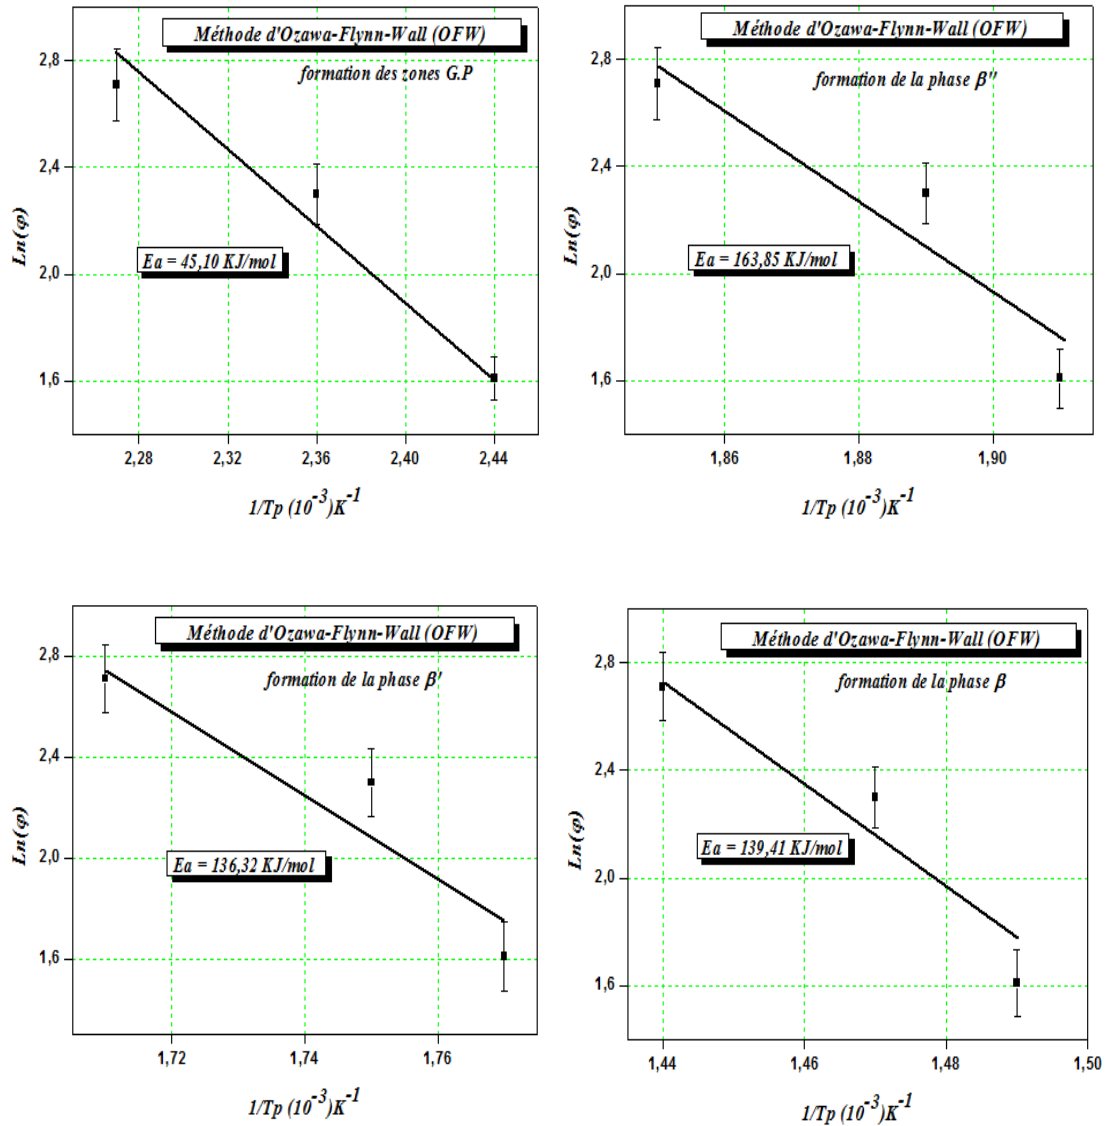 Méthode d'Ozawa-Flynn-Wall (OFW)
formation des zones G.P
Ln(φ)
2,8
2,4
2,0
1,6
Ea = 45,10 KJ/mol
2,28 2,32 2,36 2,40 2,44
1/Tp (10⁻³)K⁻¹
Méthode d'Ozawa-Flynn-Wall (OFW)
formation de la phase β''
Ln(φ)
2,8
2,4
2,0
1,6
Ea = 163,85 KJ/mol
1,86 1,88 1,90
1/Tp (10⁻³)K⁻¹
Méthode d'Ozawa-Flynn-Wall (OFW)
formation de la phase β'
Ln(φ)
2,8
2,4
2,0
1,6
Ea = 136,32 KJ/mol
1,72 1,74 1,76
1/Tp (10⁻³)K⁻¹
Méthode d'Ozawa-Flynn-Wall (OFW)
formation de la phase β
Ln(φ)
2,8
2,4
2,0
1,6
Ea = 139,41 KJ/mol
1,44 1,46 1,48 1,50
1/Tp (10⁻³)K⁻¹